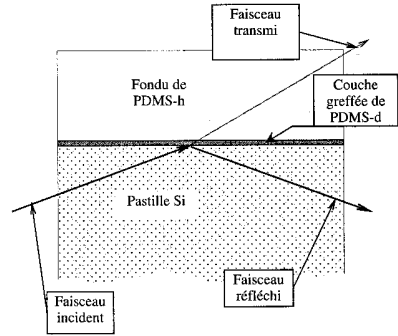 Faisceau
transmi
Fondu de
PDMS-h
Couche
greffée de
PDMS-d
Pastille Si
Faisceau
incident
Faisceau
réfléchi